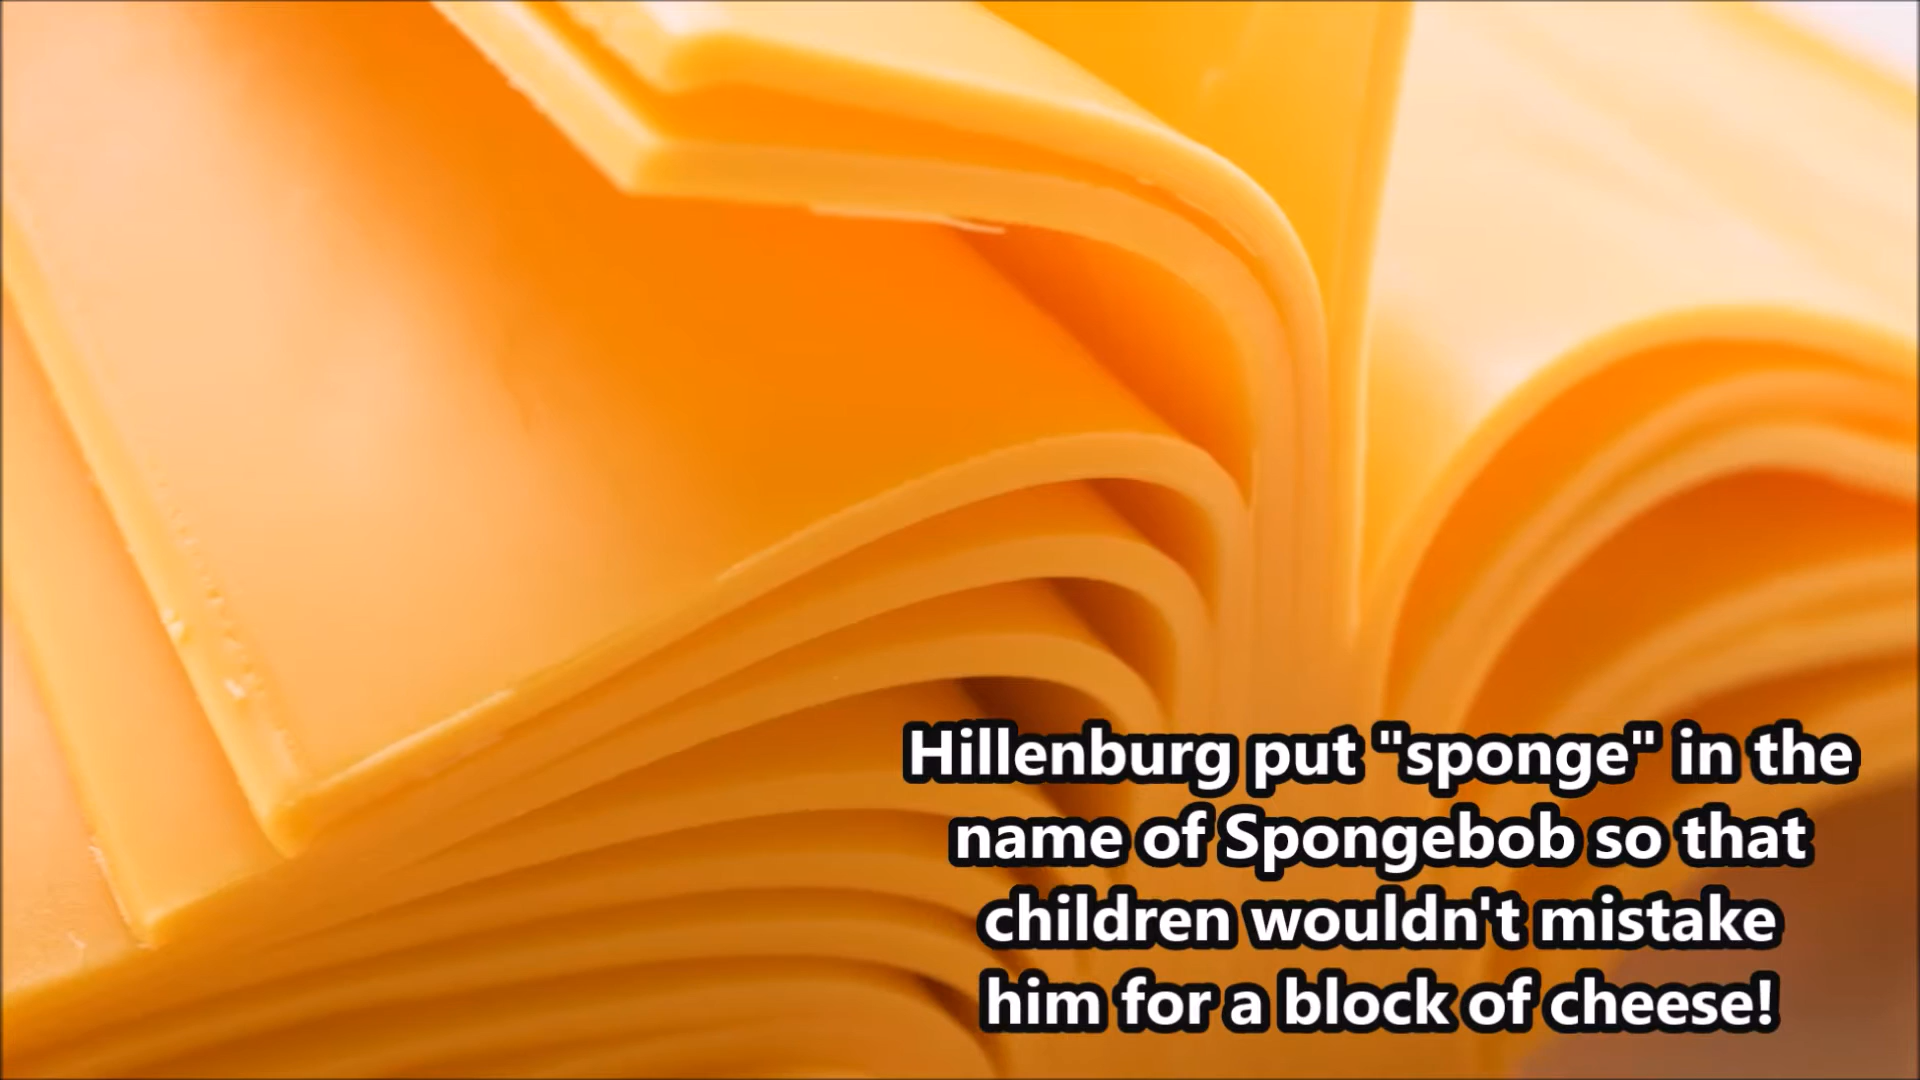 Hillenburg put "sponge" in the
name of Spongebob so that
children wouldn't mistake
him for a block of cheese!